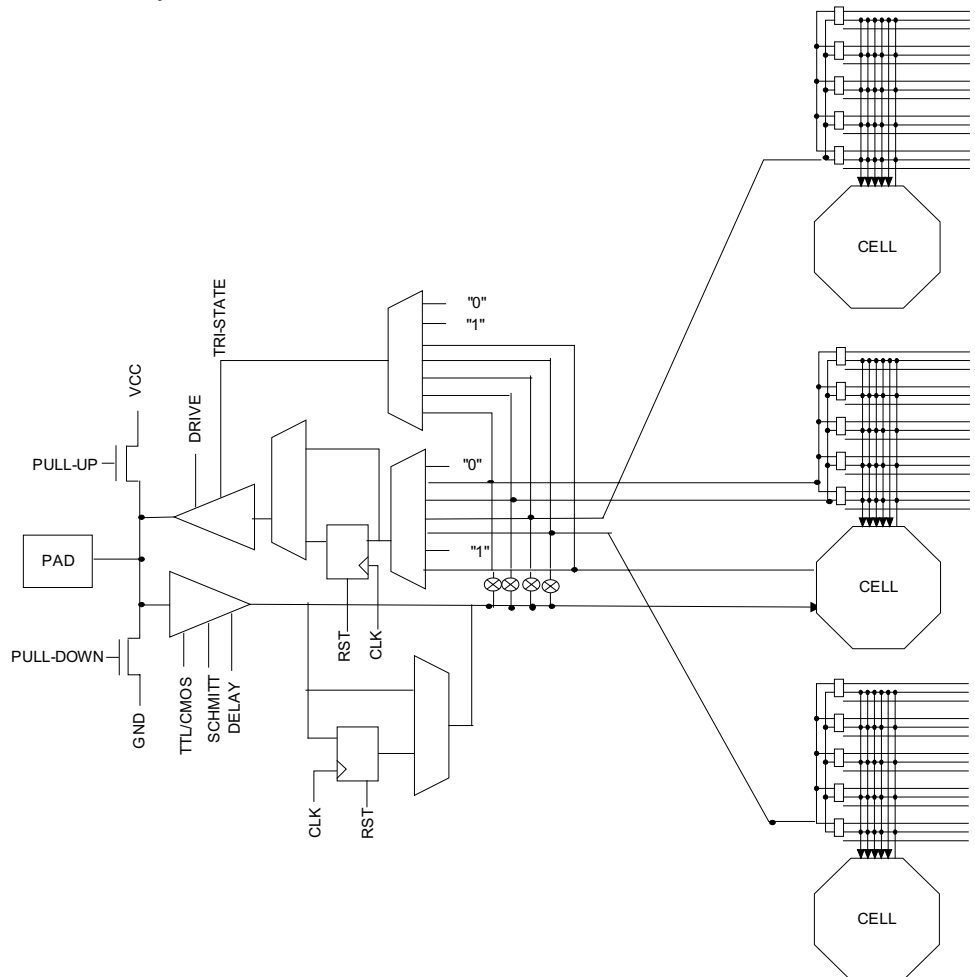 CELL
"0"
"1"
TRI-STATE
VCC
DRIVE
PULL-UP
"0"
PAD
"1"
CELL
RST
CLK
PULL-DOWN
GND
TTL/CMOS
SCHMITT
DELAY
CLK
RST
CELL